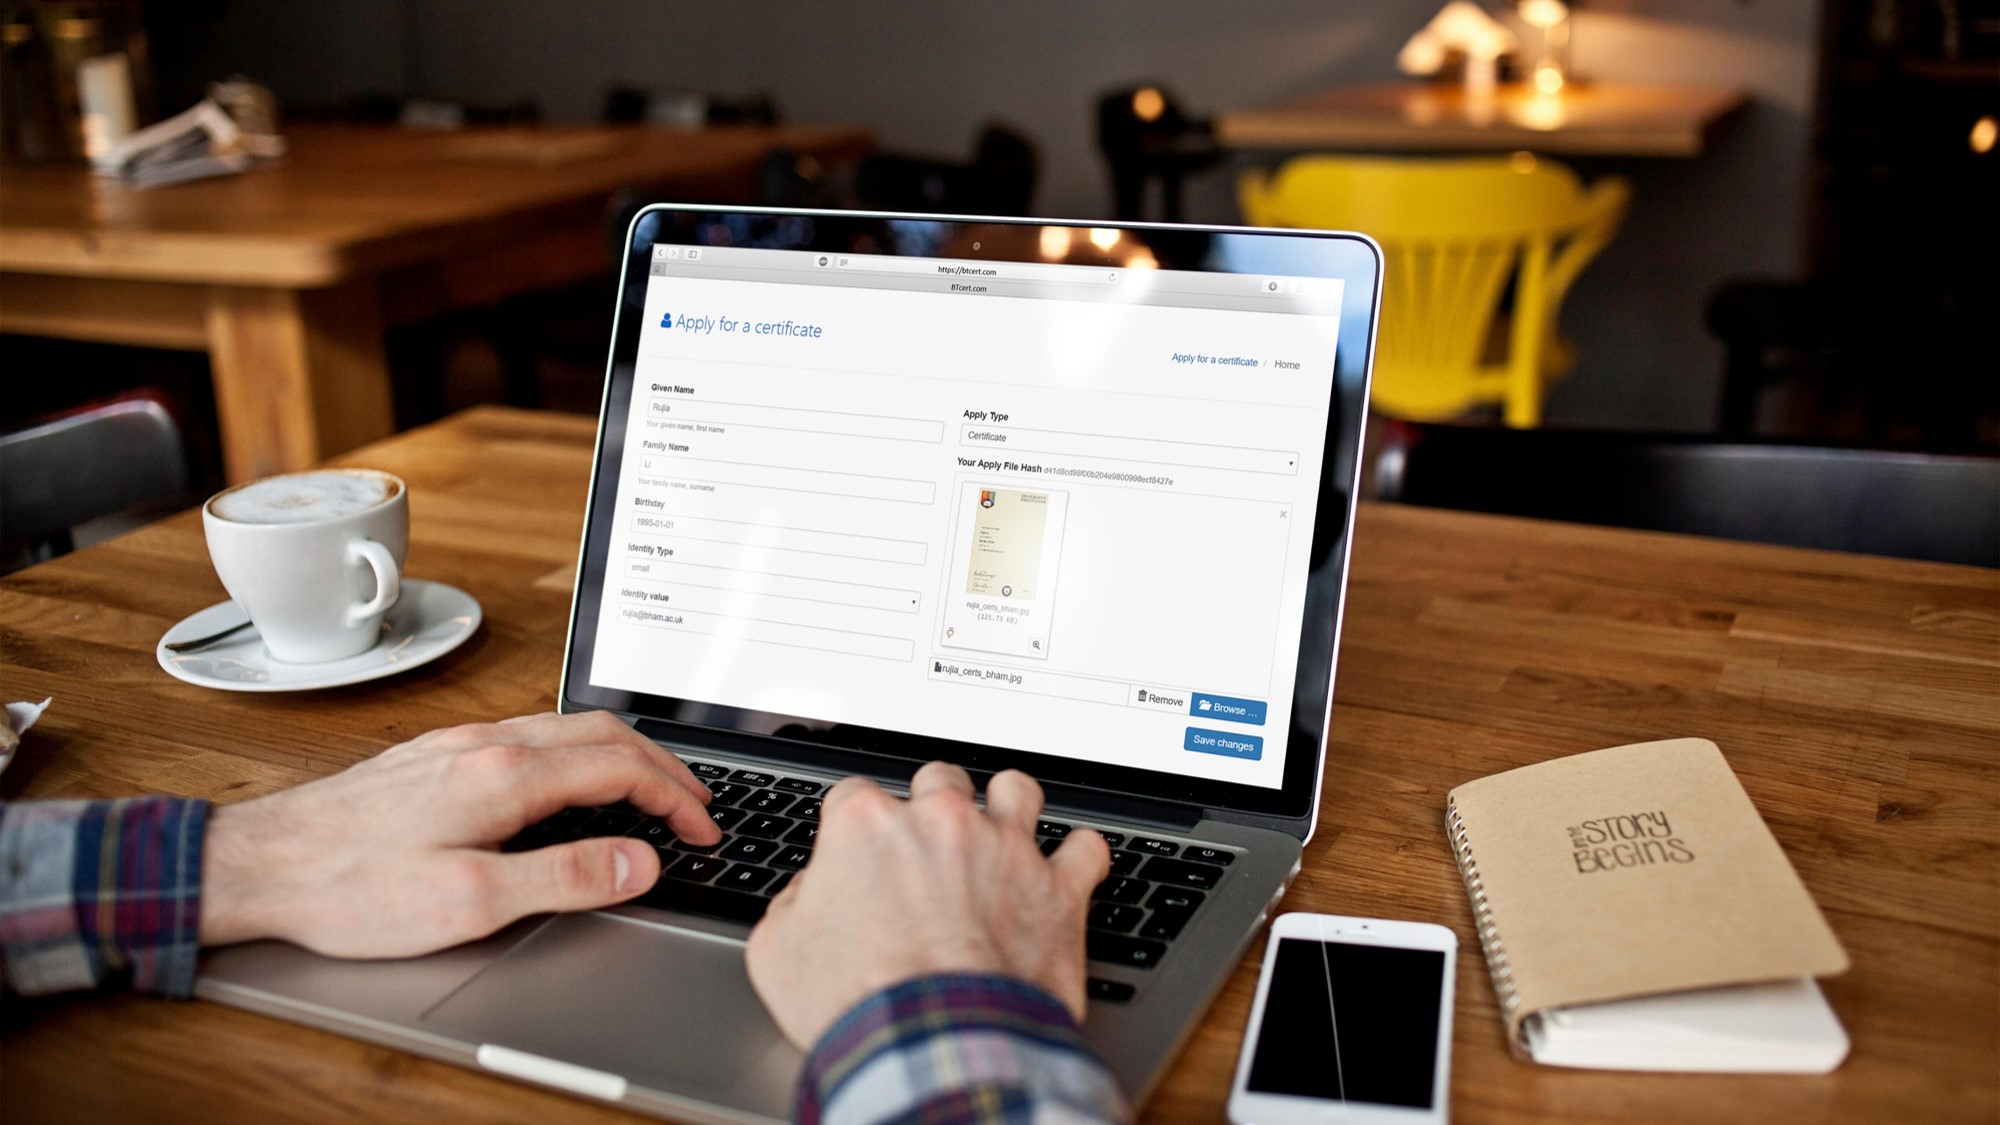 https://btcert.com
BTcert.com
Apply for a certificate
Apply for a certificate / Home
Given Name
Rujia
Your given name, first name
Family Name
Li
Your family name, surname
Birthday
1995-01-01
Identity Type
email
Identity value
rujia@bham.ac.uk
Apply Type
Certificate
Your Apply File Hash d41d8cd98f00b204e9800998ecf8427e
rujia_certs_bham.jpg
(121.73 KB)
rujia_certs_bham.jpg
Remove
Browse ...
Save changes
R
T
Y
D
G
H
V
B
the STORY
BEGINS